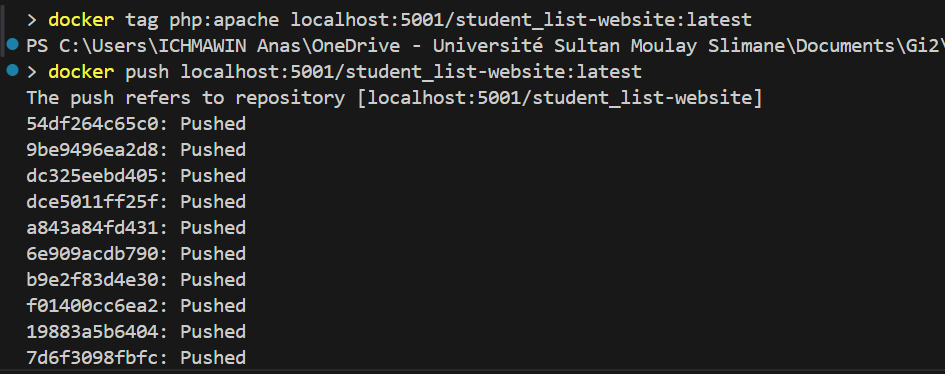 > docker tag php:apache localhost:5001/student_list-website:latest
PS C:\Users\ICHMAWIN Anas\OneDrive - Université Sultan Moulay Slimane\Documents\Gi2\
> docker push localhost:5001/student_list-website:latest
The push refers to repository [localhost:5001/student_list-website]
54df264c65c0: Pushed
9be9496ea2d8: Pushed
dc325eebd405: Pushed
dce5011ff25f: Pushed
a843a84fd431: Pushed
6e909acdb790: Pushed
b9e2f83d4e30: Pushed
f01400cc6ea2: Pushed
19883a5b6404: Pushed
7d6f3098fbfc: Pushed